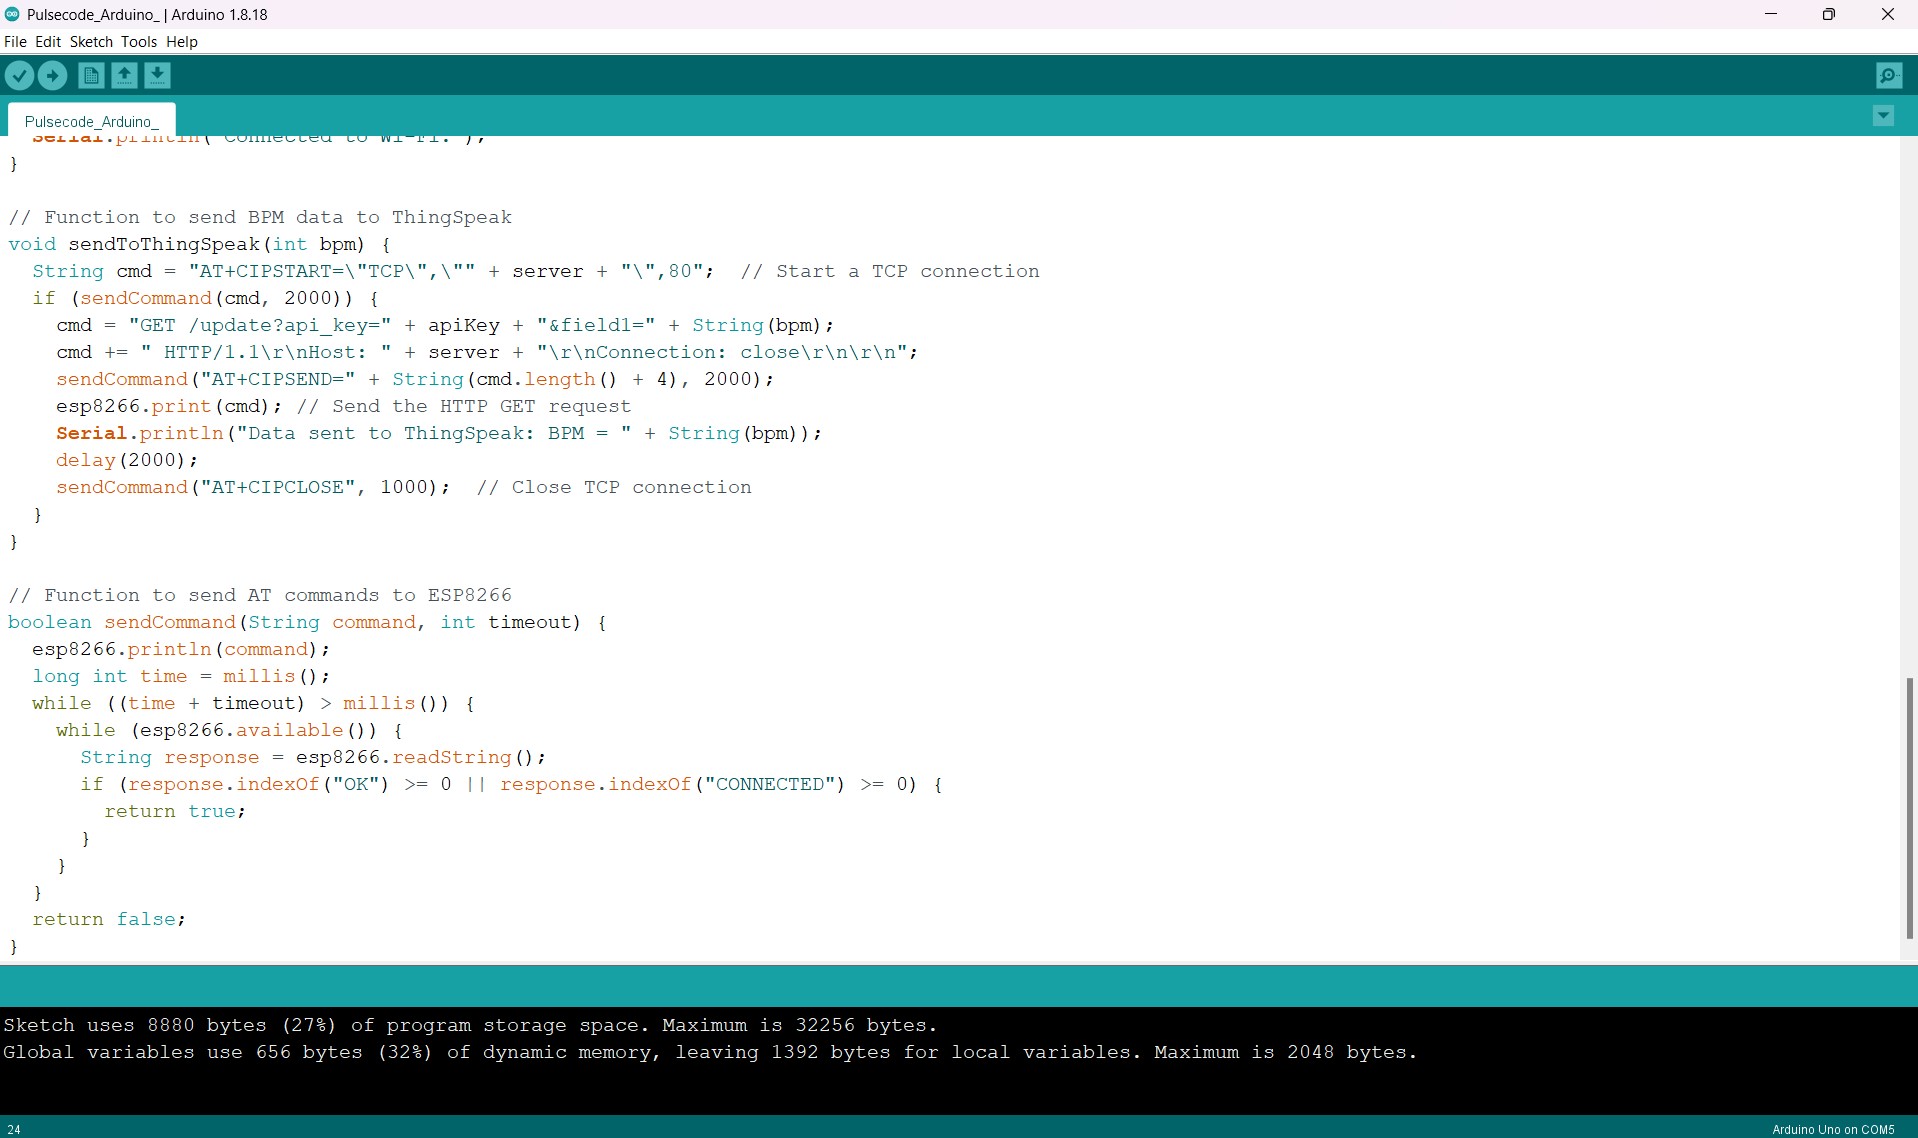 Pulsecode_Arduino_ | Arduino 1.8.18
File Edit Sketch Tools Help
Pulsecode_Arduino_
Serial.println("Connected to Wi-Fi.");
}
// Function to send BPM data to ThingSpeak
void sendToThingSpeak(int bpm) {
  String cmd = "AT+CIPSTART=\"TCP\",\"" + server + "\",80";  // Start a TCP connection
  if (sendCommand(cmd, 2000)) {
    cmd = "GET /update?api_key=" + apiKey + "&field1=" + String(bpm);
    cmd += " HTTP/1.1\r\nHost: " + server + "\r\nConnection: close\r\n\r\n";
    sendCommand("AT+CIPSEND=" + String(cmd.length() + 4), 2000);
    esp8266.print(cmd); // Send the HTTP GET request
    Serial.println("Data sent to ThingSpeak: BPM = " + String(bpm));
    delay(2000);
    sendCommand("AT+CIPCLOSE", 1000);  // Close TCP connection
  }
}
// Function to send AT commands to ESP8266
boolean sendCommand(String command, int timeout) {
  esp8266.println(command);
  long int time = millis();
  while ((time + timeout) > millis()) {
    while (esp8266.available()) {
      String response = esp8266.readString();
      if (response.indexOf("OK") >= 0 || response.indexOf("CONNECTED") >= 0) {
        return true;
      }
    }
  }
  return false;
}
Sketch uses 8880 bytes (27%) of program storage space. Maximum is 32256 bytes.
Global variables use 656 bytes (32%) of dynamic memory, leaving 1392 bytes for local variables. Maximum is 2048 bytes.
24
Arduino Uno on COM5